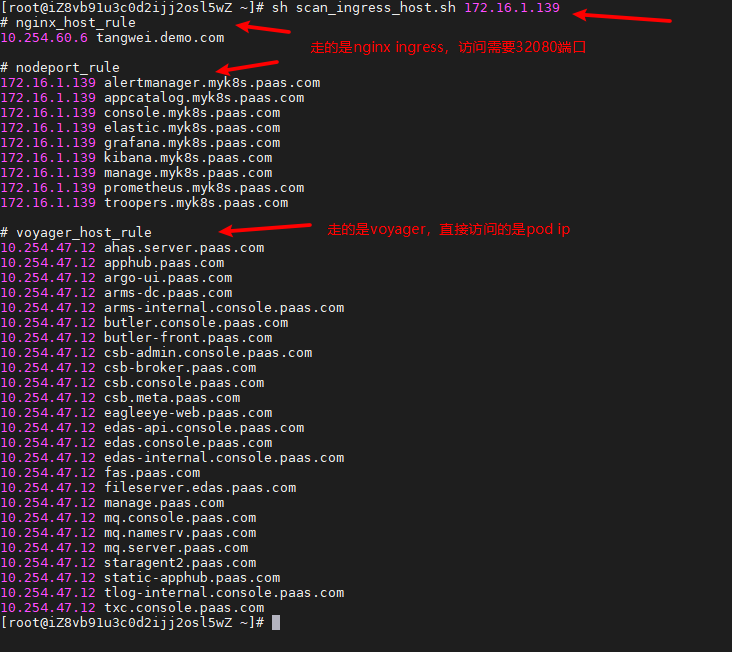 [root@iZ8vb91u3c0d2ijj2osl5wZ ~]# sh scan_ingress_host.sh 172.16.1.139
# nginx_host_rule
10.254.60.6 tangwei.demo.com
走的是nginx ingress，访问需要32080端口
# nodeport_rule
172.16.1.139 alertmanager.myk8s.paas.com
172.16.1.139 appcatalog.myk8s.paas.com
172.16.1.139 console.myk8s.paas.com
172.16.1.139 elastic.myk8s.paas.com
172.16.1.139 grafana.myk8s.paas.com
172.16.1.139 kibana.myk8s.paas.com
172.16.1.139 manage.myk8s.paas.com
172.16.1.139 prometheus.myk8s.paas.com
172.16.1.139 troopers.myk8s.paas.com
# voyager_host_rule
走的是voyager，直接访问的是pod ip
10.254.47.12 ahas.server.paas.com
10.254.47.12 apphub.paas.com
10.254.47.12 argo-ui.paas.com
10.254.47.12 arms-dc.paas.com
10.254.47.12 arms-internal.console.paas.com
10.254.47.12 butler.console.paas.com
10.254.47.12 butler-front.paas.com
10.254.47.12 csb-admin.console.paas.com
10.254.47.12 csb-broker.paas.com
10.254.47.12 csb.console.paas.com
10.254.47.12 csb.meta.paas.com
10.254.47.12 eagleeye-web.paas.com
10.254.47.12 edas-api.console.paas.com
10.254.47.12 edas.console.paas.com
10.254.47.12 edas-internal.console.paas.com
10.254.47.12 fas.paas.com
10.254.47.12 fileserver.edas.paas.com
10.254.47.12 manage.paas.com
10.254.47.12 mq.console.paas.com
10.254.47.12 mq.namesrv.paas.com
10.254.47.12 mq.server.paas.com
10.254.47.12 staragent2.paas.com
10.254.47.12 static-apphub.paas.com
10.254.47.12 tlog-internal.console.paas.com
10.254.47.12 txc.console.paas.com
[root@iZ8vb91u3c0d2ijj2osl5wZ ~]#